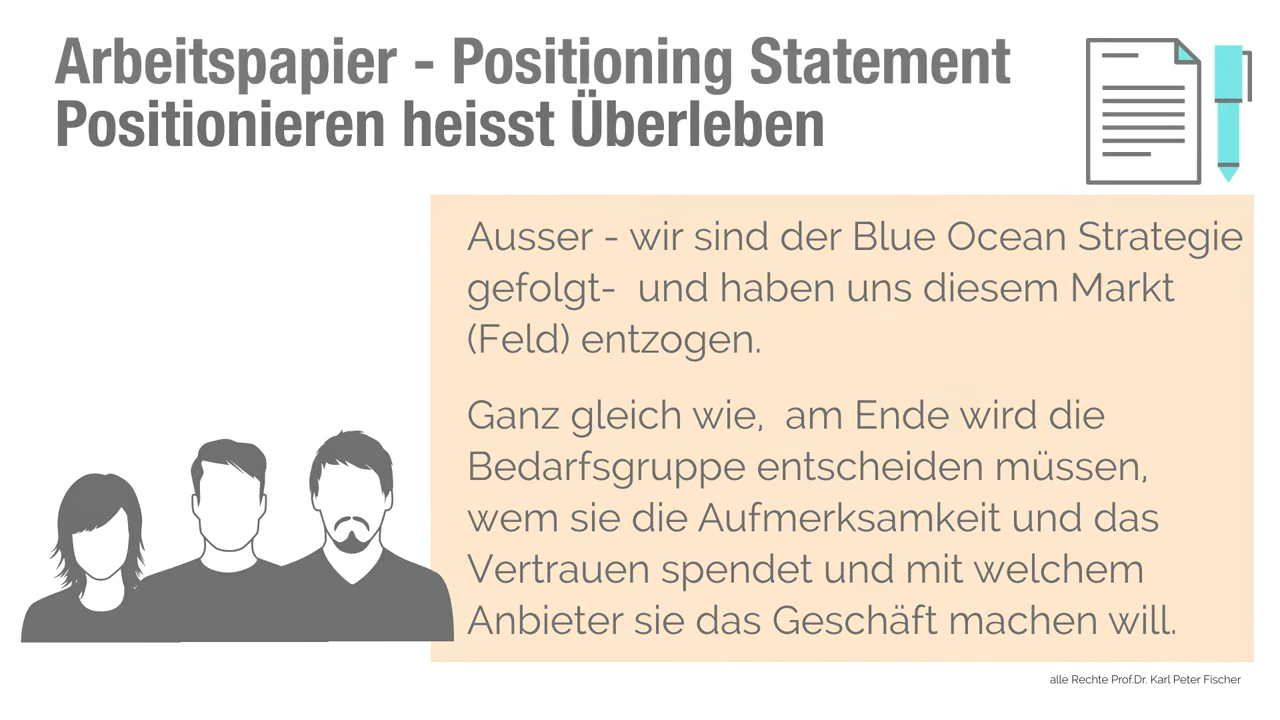 Arbeitspapier - Positioning Statement
Positionieren heisst Überleben
Ausser - wir sind der Blue Ocean Strategie
gefolgt-  und haben uns diesem Markt
(Feld) entzogen.
Ganz gleich wie,  am Ende wird die
Bedarfsgruppe entscheiden müssen,
wem sie die Aufmerksamkeit und das
Vertrauen spendet und mit welchem
Anbieter sie das Geschäft machen will.
alle Rechte Prof.Dr. Karl Peter Fischer